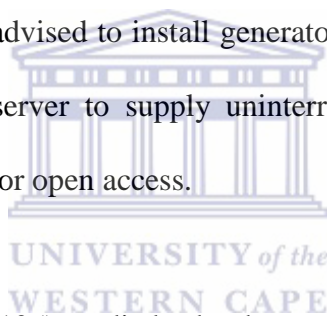 advised to install generato
server to supply uninterr
or open access.
UNIVERSITY of the
WESTERN CAPE